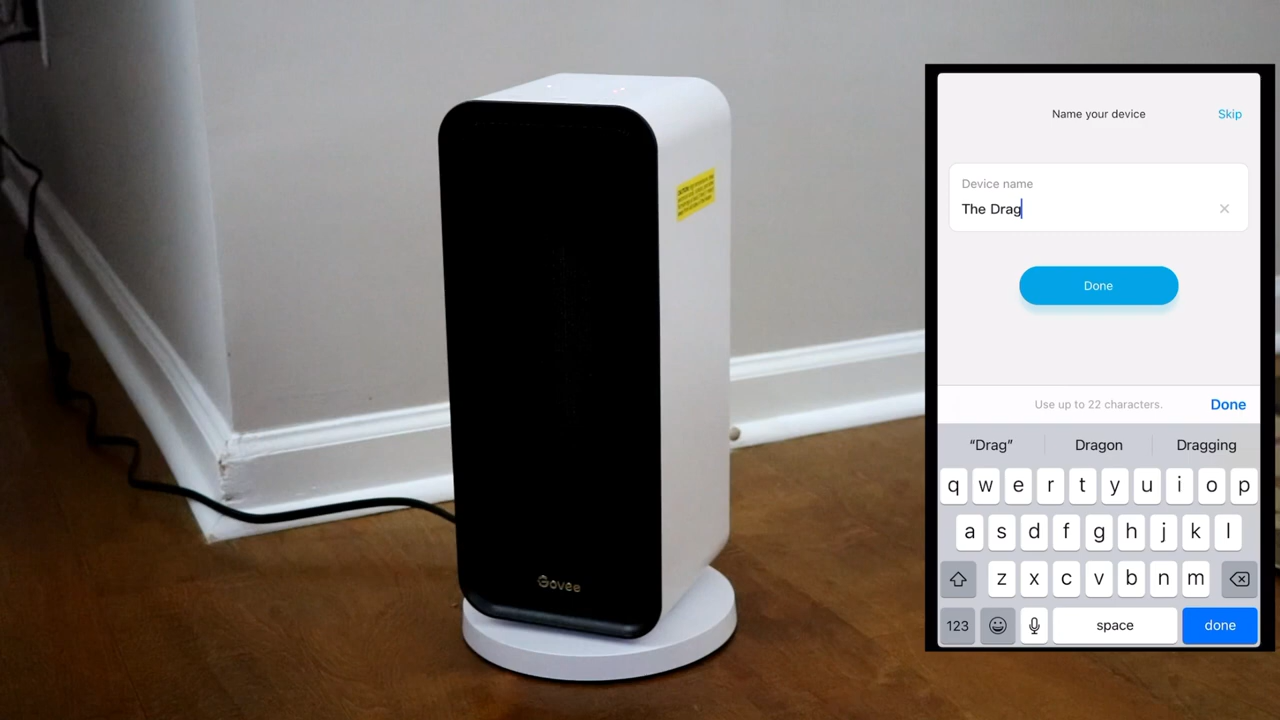 CAUTION
Govee
Name your device
Skip
Device name
The Drag
Done
Use up to 22 characters.
Done
“Drag”
Dragon
Dragging
q w e r t y u i o p
a s d f g h j k l
z x c v b n m
123
space
done